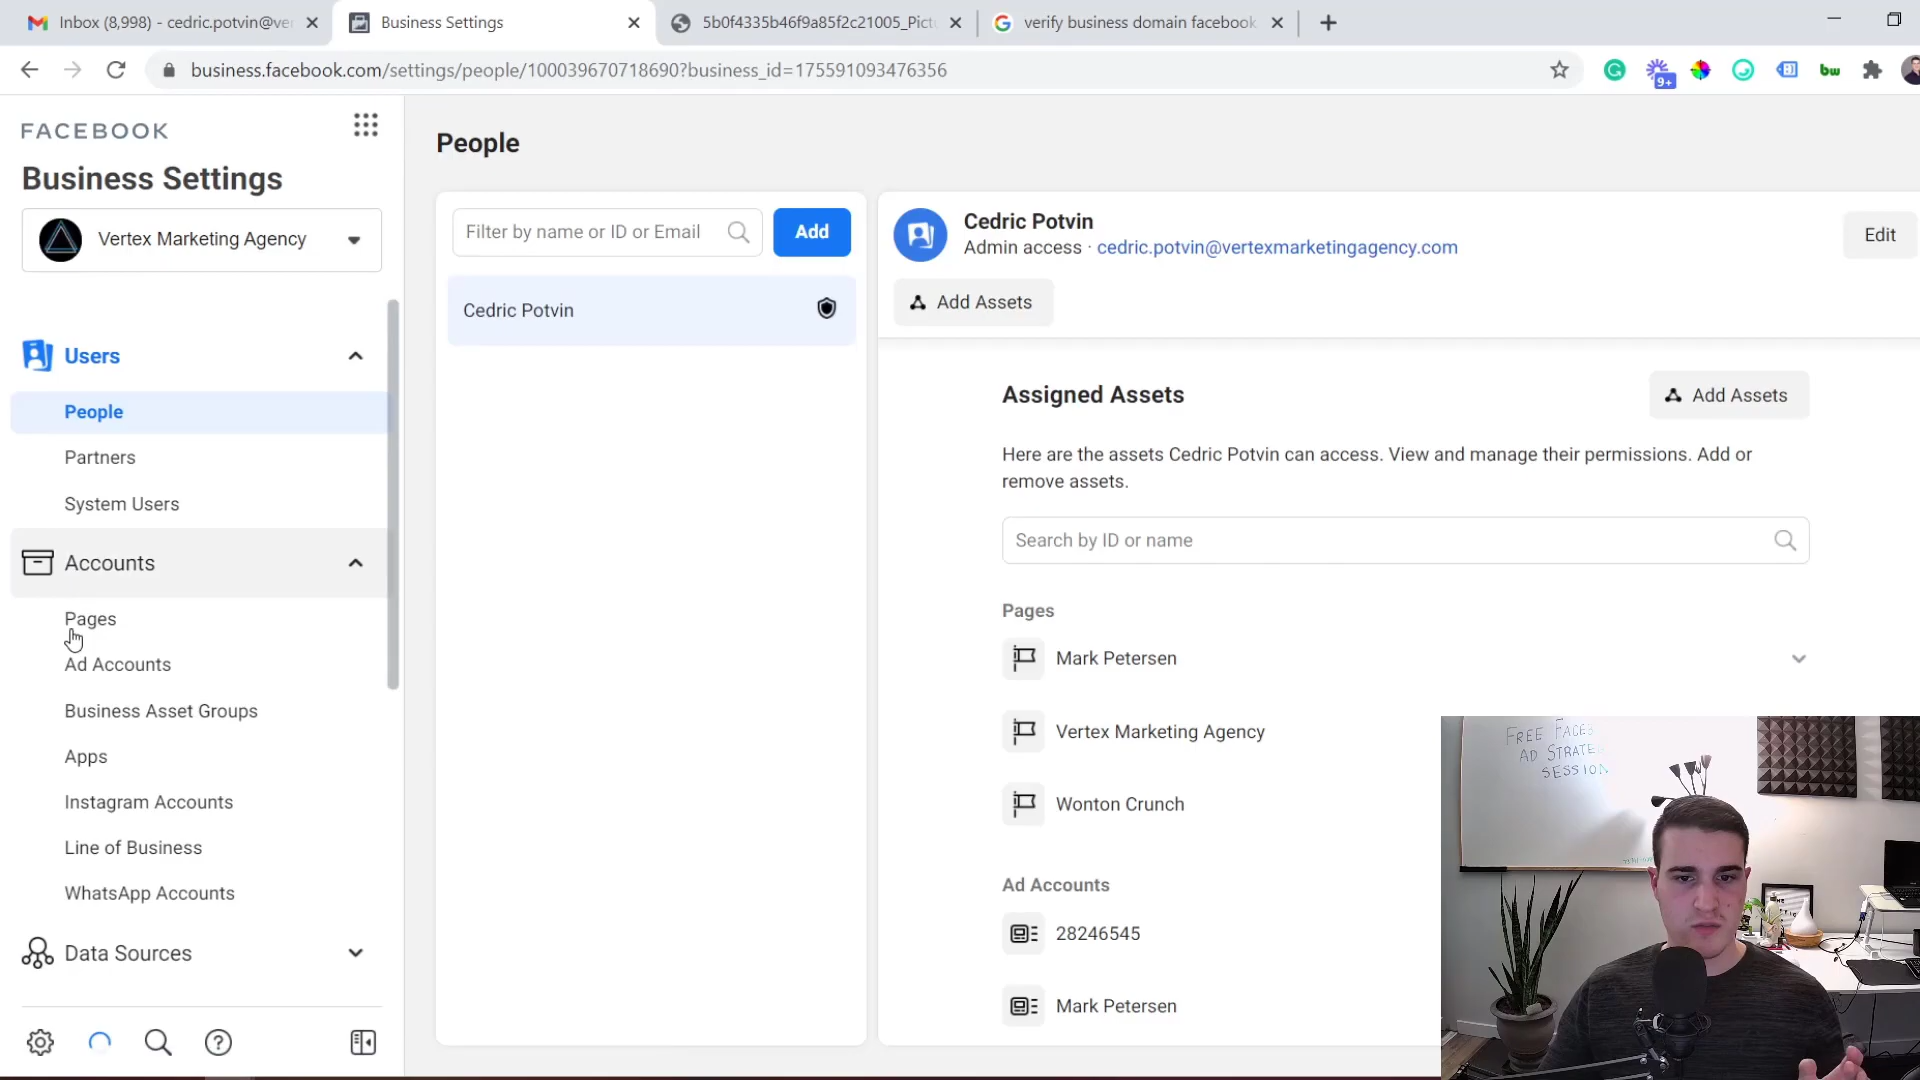 Inbox (8,998) - cedric.potvin@ver
Business Settings
5b0f4335b46f9a85f2c21005_Pictu
verify business domain facebook
business.facebook.com/settings/people/100039670718690?business_id=175591093476356
9+
bw
FACEBOOK
Business Settings
Vertex Marketing Agency
Users
People
Partners
System Users
Accounts
Pages
Ad Accounts
Business Asset Groups
Apps
Instagram Accounts
Line of Business
WhatsApp Accounts
Data Sources
People
Filter by name or ID or Email
Add
Cedric Potvin
Cedric Potvin
Admin access · cedric.potvin@vertexmarketingagency.com
Edit
Add Assets
Assigned Assets
Add Assets
Here are the assets Cedric Potvin can access. View and manage their permissions. Add or
remove assets.
Search by ID or name
Pages
Mark Petersen
Vertex Marketing Agency
Wonton Crunch
Ad Accounts
28246545
Mark Petersen
FREE FACEB
AD STRATE
SESSION